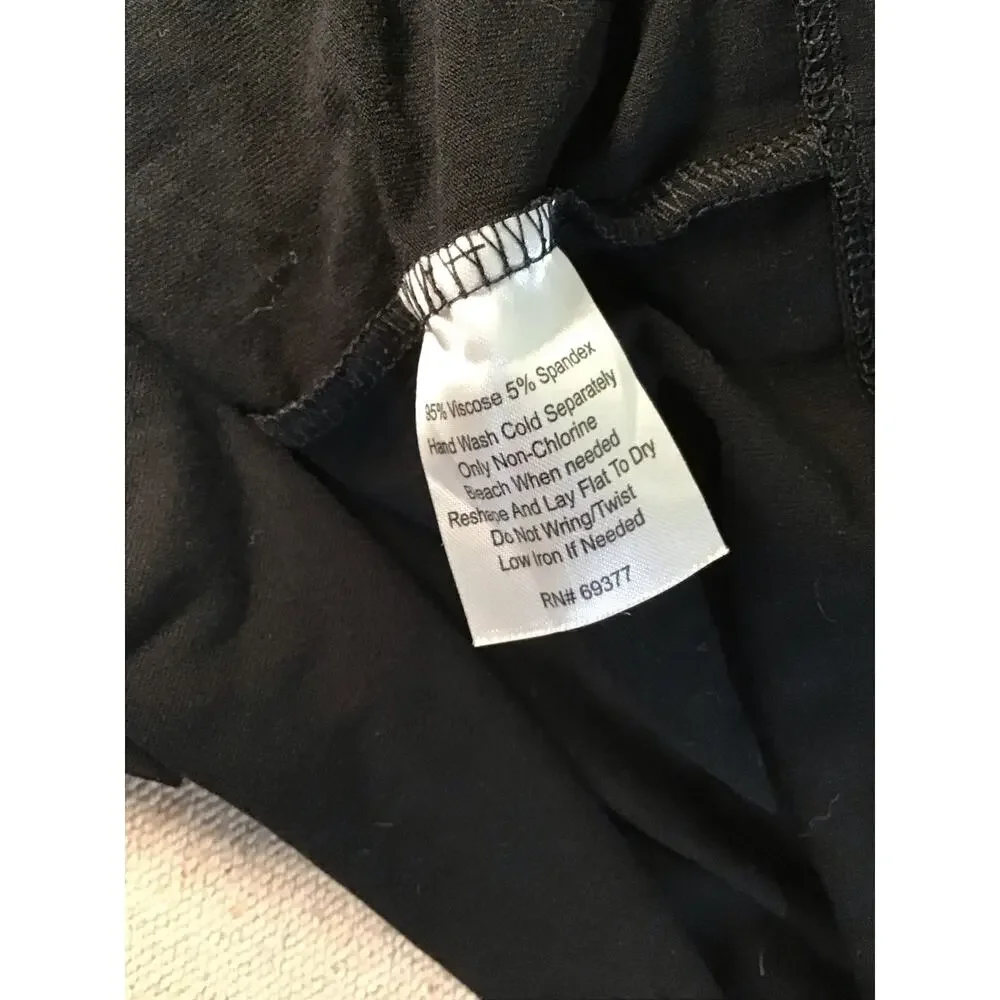 95% Viscose 5% Spandex
Hand Wash Cold Separately
Only Non-Chlorine
Beach When needed
Reshape And Lay Flat To Dry
Do Not Wring/Twist
Low Iron If Needed
RN# 69377